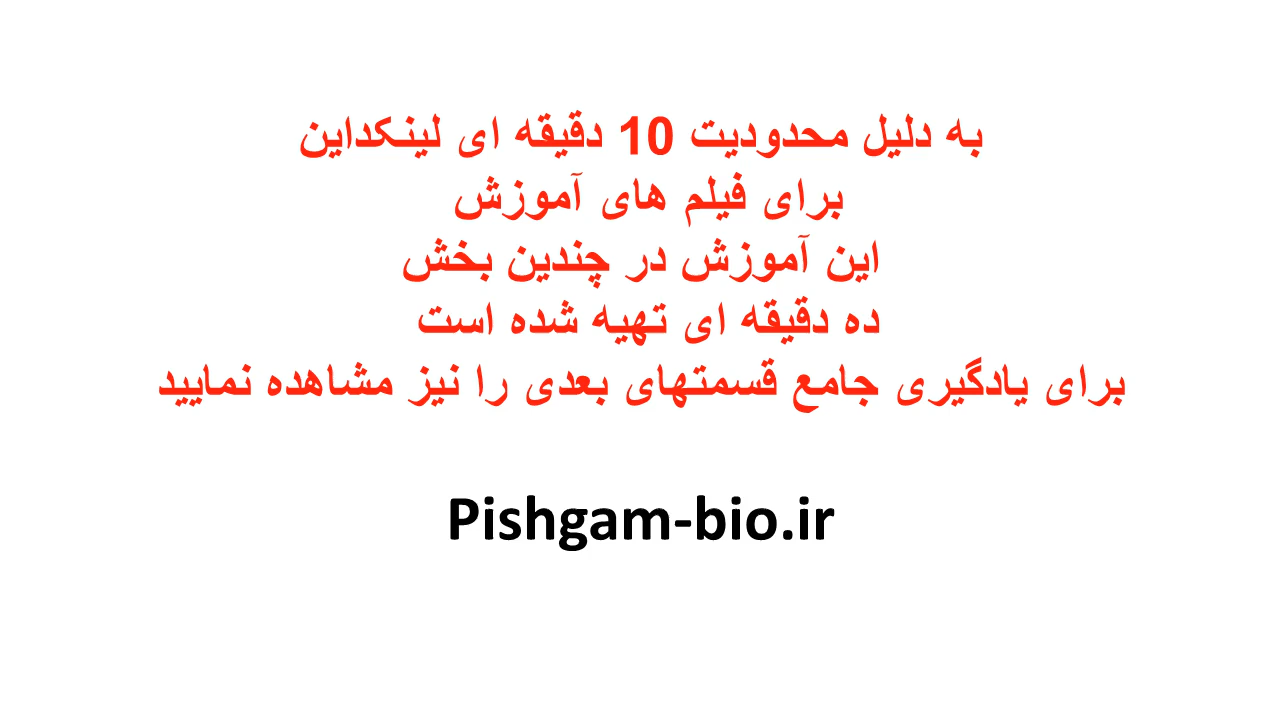 به دلیل محدودیت 10 دقیقه ای لینکداین
برای فیلم های آموزش
این آموزش در چندین بخش
ده دقیقه ای تهیه شده است
برای یادگیری جامع قسمتهای بعدی را نیز مشاهده نمایید
Pishgam-bio.ir